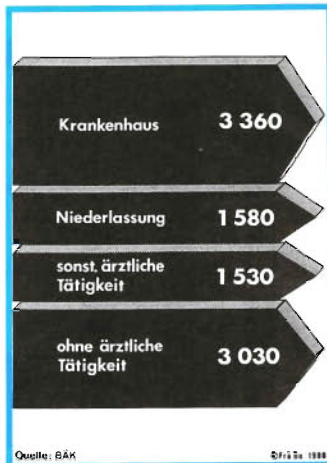 Krankenhaus 3 360
Niederlassung 1 580
sonst. ärztliche
Tätigkeit 1 530
ohne ärztliche
Tätigkeit 3 030
Quelle: BÄK